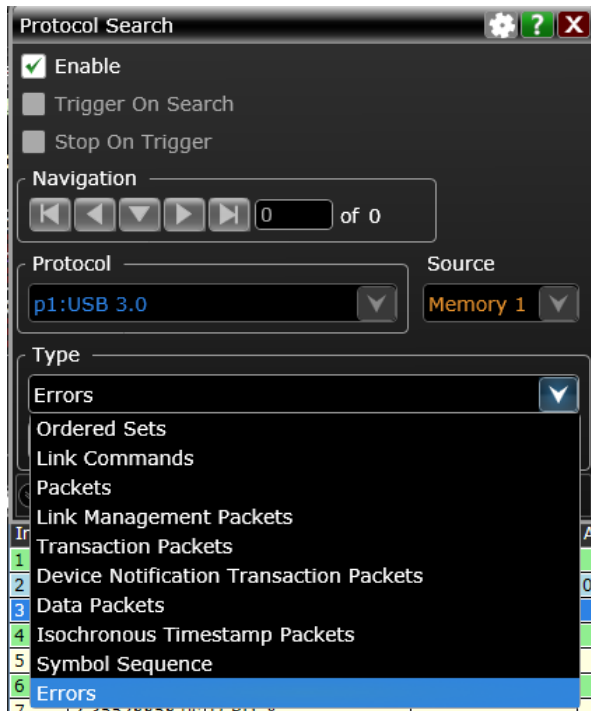 Protocol Search ?  X
Enable
Trigger On Search
Stop On Trigger
Navigation
0 of 0
Protocol Source
p1:USB 3.0 Memory 1
Type
Errors
Ordered Sets
Link Commands
Packets
Link Management Packets
Transaction Packets
Device Notification Transaction Packets
Data Packets
Isochronous Timestamp Packets
Symbol Sequence
Errors
1
2
3
4
5
6